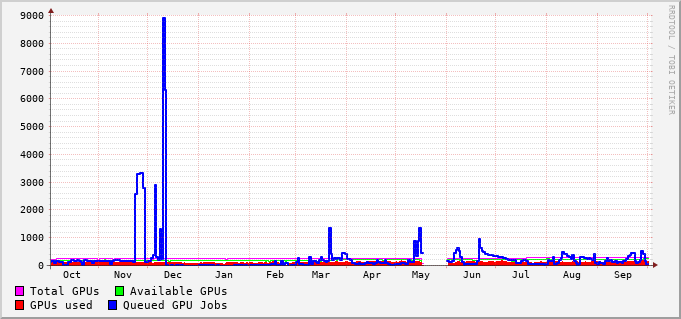 9000
8000
7000
6000
5000
4000
3000
2000
1000
0
Oct Nov Dec Jan Feb Mar Apr May Jun Jul Aug Sep
Total GPUs Available GPUs
GPUs used Queued GPU Jobs
RRDTOOL / TOBI OETIKER